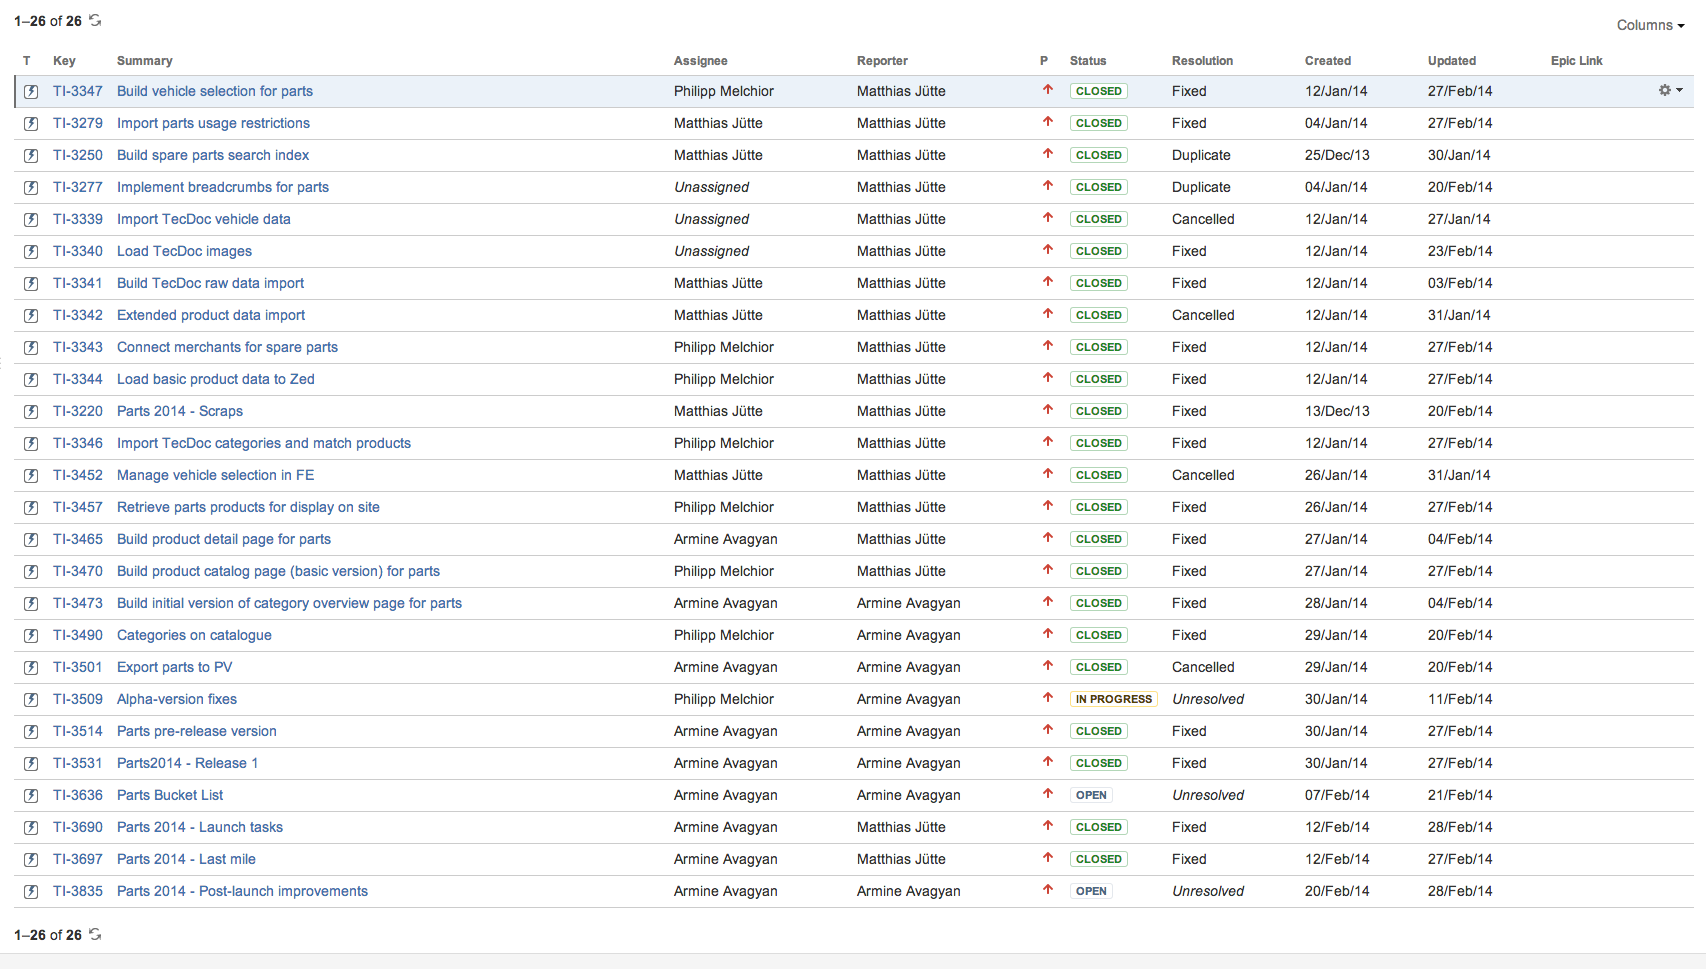 1–26 of 26
Columns
T Key Summary Assignee Reporter P Status Resolution Created Updated Epic Link
TI-3347 Build vehicle selection for parts Philipp Melchior Matthias Jütte CLOSED Fixed 12/Jan/14 27/Feb/14
TI-3279 Import parts usage restrictions Matthias Jütte Matthias Jütte CLOSED Fixed 04/Jan/14 27/Feb/14
TI-3250 Build spare parts search index Matthias Jütte Matthias Jütte CLOSED Duplicate 25/Dec/13 30/Jan/14
TI-3277 Implement breadcrumbs for parts Unassigned Matthias Jütte CLOSED Duplicate 04/Jan/14 20/Feb/14
TI-3339 Import TecDoc vehicle data Unassigned Matthias Jütte CLOSED Cancelled 12/Jan/14 27/Jan/14
TI-3340 Load TecDoc images Unassigned Matthias Jütte CLOSED Fixed 12/Jan/14 23/Feb/14
TI-3341 Build TecDoc raw data import Matthias Jütte Matthias Jütte CLOSED Fixed 12/Jan/14 03/Feb/14
TI-3342 Extended product data import Matthias Jütte Matthias Jütte CLOSED Cancelled 12/Jan/14 31/Jan/14
TI-3343 Connect merchants for spare parts Philipp Melchior Matthias Jütte CLOSED Fixed 12/Jan/14 27/Feb/14
TI-3344 Load basic product data to Zed Philipp Melchior Matthias Jütte CLOSED Fixed 12/Jan/14 27/Feb/14
TI-3220 Parts 2014 - Scraps Matthias Jütte Matthias Jütte CLOSED Fixed 13/Dec/13 20/Feb/14
TI-3346 Import TecDoc categories and match products Philipp Melchior Matthias Jütte CLOSED Fixed 12/Jan/14 27/Feb/14
TI-3452 Manage vehicle selection in FE Matthias Jütte Matthias Jütte CLOSED Cancelled 26/Jan/14 31/Jan/14
TI-3457 Retrieve parts products for display on site Philipp Melchior Matthias Jütte CLOSED Fixed 26/Jan/14 27/Feb/14
TI-3465 Build product detail page for parts Armine Avagyan Matthias Jütte CLOSED Fixed 27/Jan/14 04/Feb/14
TI-3470 Build product catalog page (basic version) for parts Philipp Melchior Matthias Jütte CLOSED Fixed 27/Jan/14 27/Feb/14
TI-3473 Build initial version of category overview page for parts Armine Avagyan Armine Avagyan CLOSED Fixed 28/Jan/14 04/Feb/14
TI-3490 Categories on catalogue Philipp Melchior Armine Avagyan CLOSED Fixed 29/Jan/14 20/Feb/14
TI-3501 Export parts to PV Armine Avagyan Armine Avagyan CLOSED Cancelled 29/Jan/14 20/Feb/14
TI-3509 Alpha-version fixes Philipp Melchior Armine Avagyan IN PROGRESS Unresolved 30/Jan/14 11/Feb/14
TI-3514 Parts pre-release version Armine Avagyan Armine Avagyan CLOSED Fixed 30/Jan/14 27/Feb/14
TI-3531 Parts2014 - Release 1 Armine Avagyan Armine Avagyan CLOSED Fixed 30/Jan/14 27/Feb/14
TI-3636 Parts Bucket List Armine Avagyan Armine Avagyan OPEN Unresolved 07/Feb/14 21/Feb/14
TI-3690 Parts 2014 - Launch tasks Armine Avagyan Matthias Jütte CLOSED Fixed 12/Feb/14 28/Feb/14
TI-3697 Parts 2014 - Last mile Armine Avagyan Matthias Jütte CLOSED Fixed 12/Feb/14 27/Feb/14
TI-3835 Parts 2014 - Post-launch improvements Armine Avagyan Armine Avagyan OPEN Unresolved 20/Feb/14 28/Feb/14
1–26 of 26